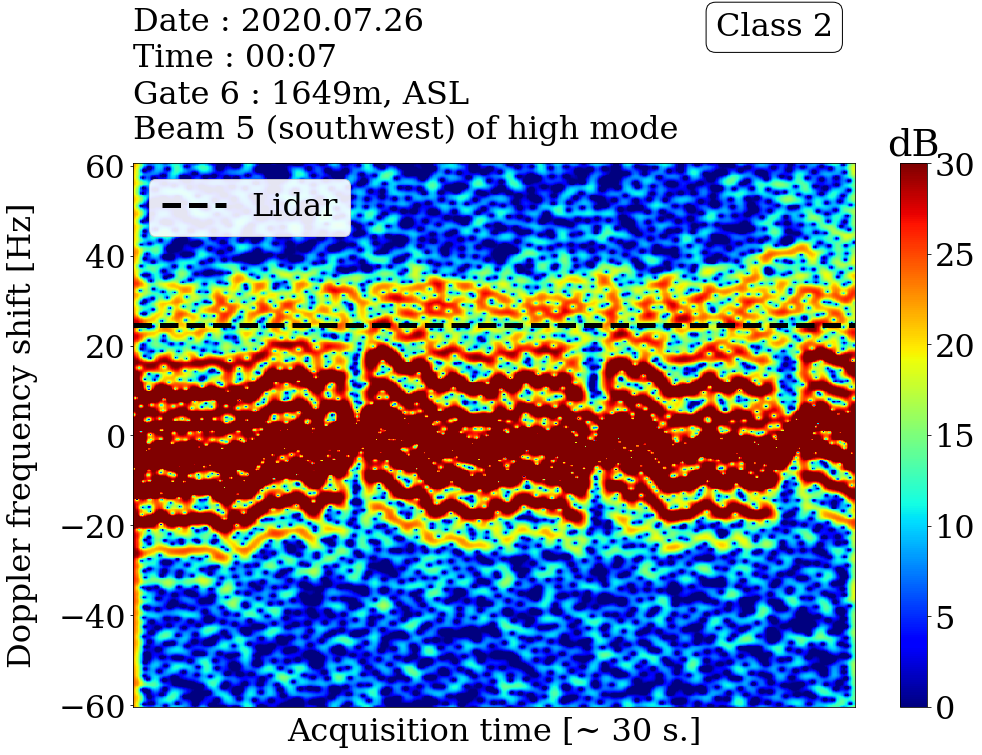 Date : 2020.07.26
Time : 00:07
Gate 6 : 1649m, ASL
Beam 5 (southwest) of high mode
Class 2
dB
Lidar
Doppler frequency shift [Hz]
60
40
20
0
−20
−40
−60
30
25
20
15
10
5
0
Acquisition time [~ 30 s.]